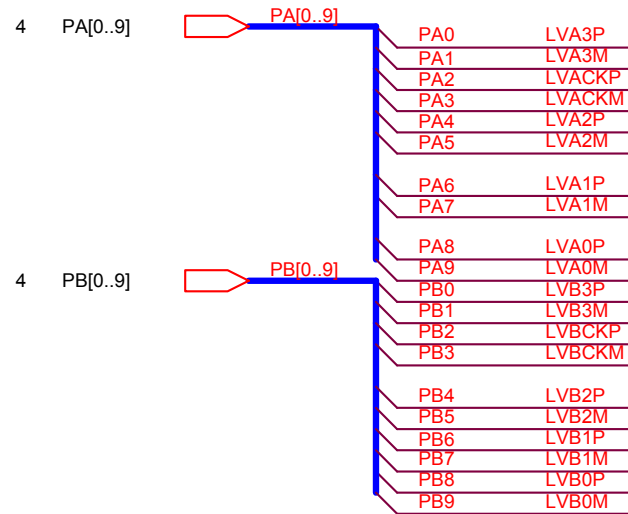 4 PA[0..9] PA[0..9]
PA0 LVA3P
PA1 LVA3M
PA2 LVACKP
PA3 LVACKM
PA4 LVA2P
PA5 LVA2M
PA6 LVA1P
PA7 LVA1M
PA8 LVA0P
PA9 LVA0M
4 PB[0..9] PB[0..9]
PB0 LVB3P
PB1 LVB3M
PB2 LVBCKP
PB3 LVBCKM
PB4 LVB2P
PB5 LVB2M
PB6 LVB1P
PB7 LVB1M
PB8 LVB0P
PB9 LVB0M